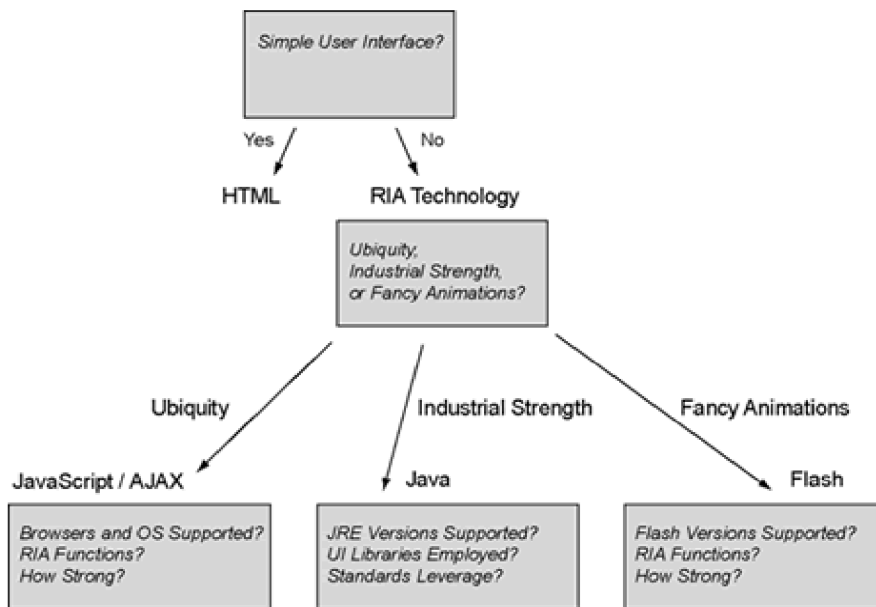 Simple User Interface?
Yes
No
HTML
RIA Technology
Ubiquity,
Industrial Strength,
or Fancy Animations?
Ubiquity
Industrial Strength
Fancy Animations
JavaScript / AJAX
Java
Flash
Browsers and OS Supported?
RIA Functions?
How Strong?
JRE Versions Supported?
UI Libraries Employed?
Standards Leverage?
Flash Versions Supported?
RIA Functions?
How Strong?